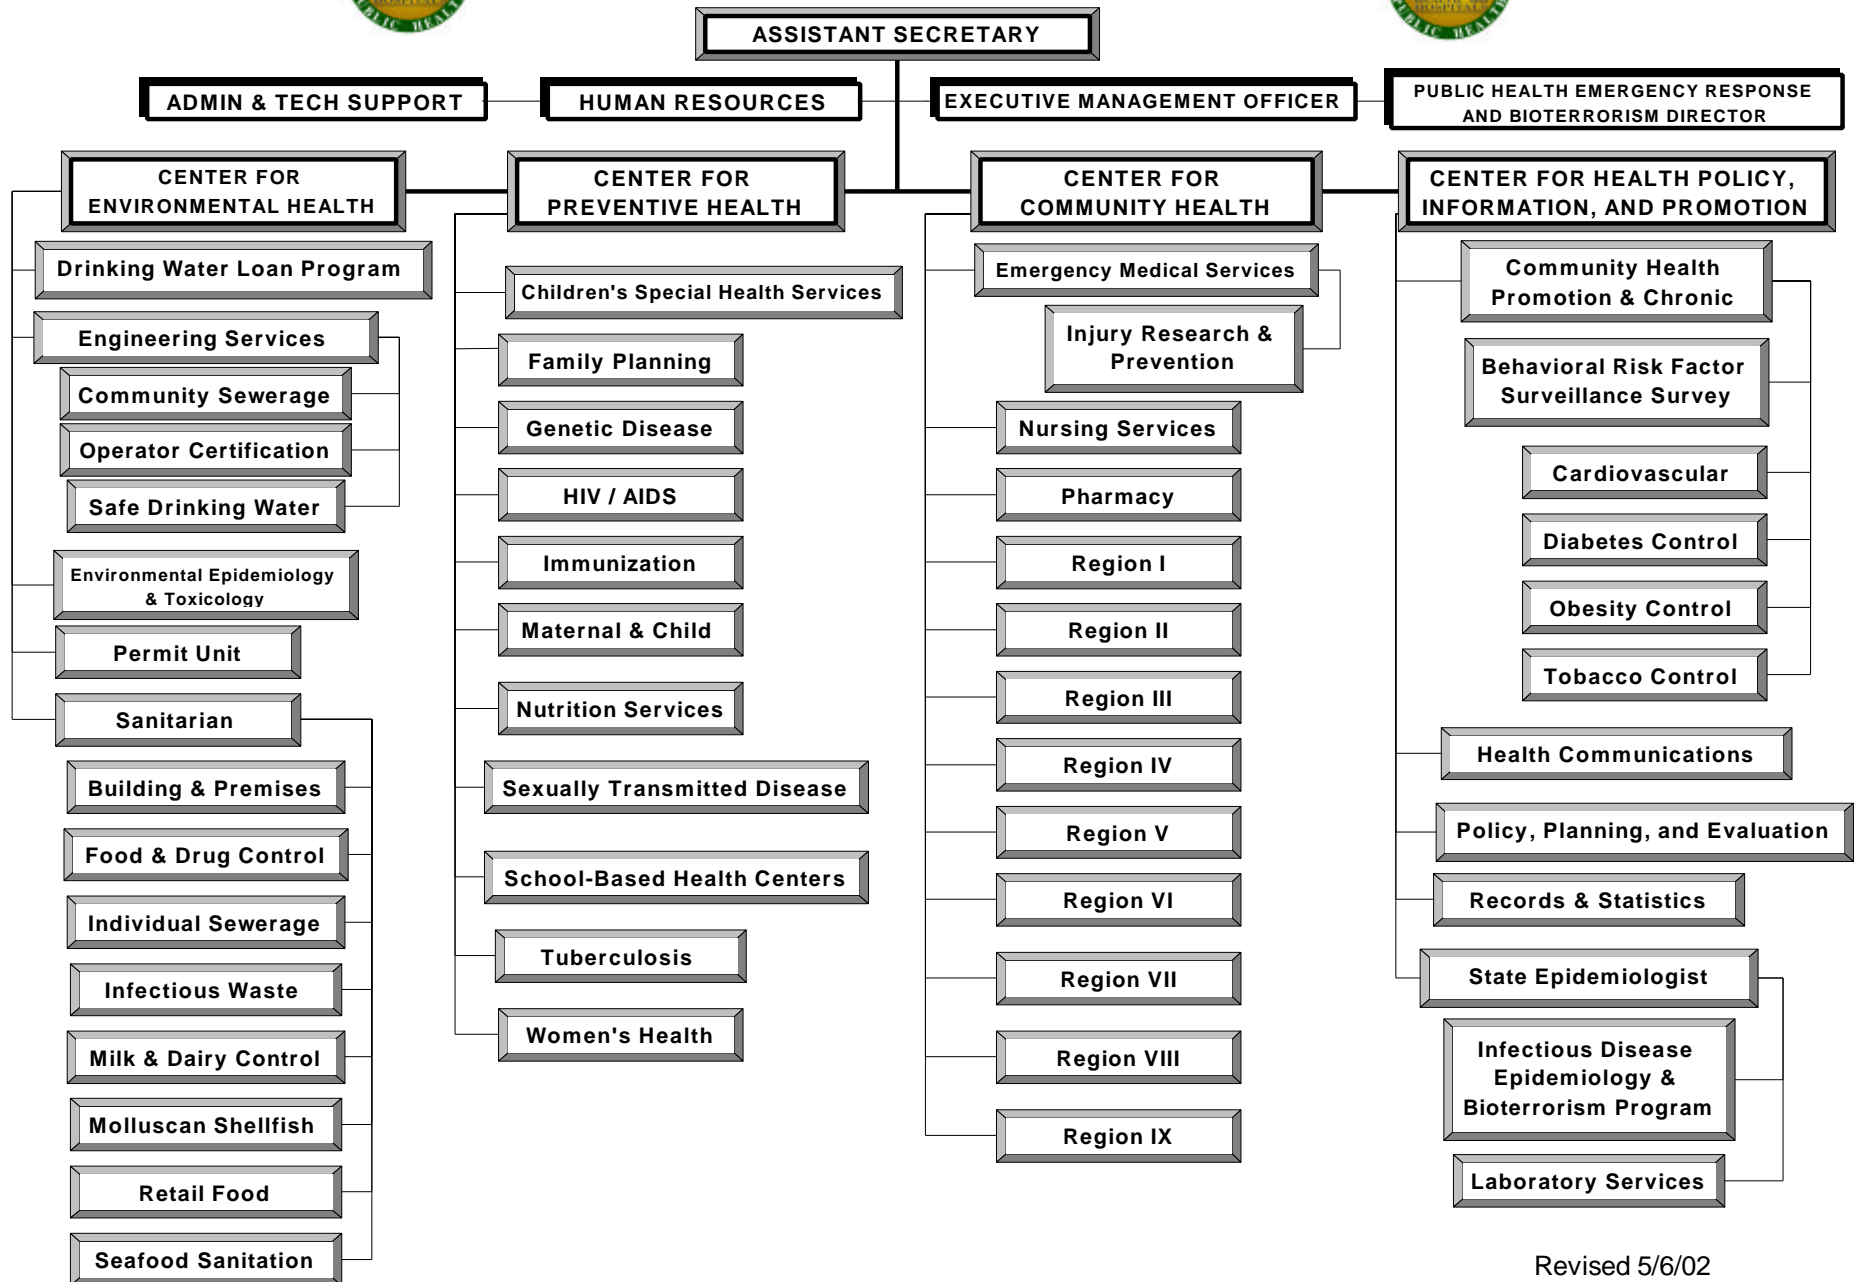 PUBLIC HEALTH
HOSPITALS
PUBLIC HEALTH
ASSISTANT SECRETARY
ADMIN & TECH SUPPORT
HUMAN RESOURCES
EXECUTIVE MANAGEMENT OFFICER
PUBLIC HEALTH EMERGENCY RESPONSE
AND BIOTERRORISM DIRECTOR
CENTER FOR
ENVIRONMENTAL HEALTH
Drinking Water Loan Program
Engineering Services
Community Sewerage
Operator Certification
Safe Drinking Water
Environmental Epidemiology
& Toxicology
Permit Unit
Sanitarian
Building & Premises
Food & Drug Control
Individual Sewerage
Infectious Waste
Milk & Dairy Control
Molluscan Shellfish
Retail Food
Seafood Sanitation
CENTER FOR
PREVENTIVE HEALTH
Children's Special Health Services
Family Planning
Genetic Disease
HIV / AIDS
Immunization
Maternal & Child
Nutrition Services
Sexually Transmitted Disease
School-Based Health Centers
Tuberculosis
Women's Health
CENTER FOR
COMMUNITY HEALTH
Emergency Medical Services
Injury Research &
Prevention
Nursing Services
Pharmacy
Region I
Region II
Region III
Region IV
Region V
Region VI
Region VII
Region VIII
Region IX
CENTER FOR HEALTH POLICY,
INFORMATION, AND PROMOTION
Community Health
Promotion & Chronic
Behavioral Risk Factor
Surveillance Survey
Cardiovascular
Diabetes Control
Obesity Control
Tobacco Control
Health Communications
Policy, Planning, and Evaluation
Records & Statistics
State Epidemiologist
Infectious Disease
Epidemiology &
Bioterrorism Program
Laboratory Services
Revised 5/6/02